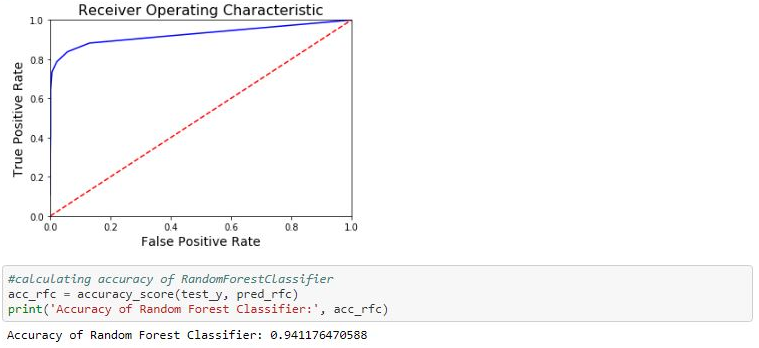 Receiver Operating Characteristic
1.0
0.8
0.6
0.4
0.2
0.0
True Positive Rate
0.0 0.2 0.4 0.6 0.8 1.0
False Positive Rate
#calculating accuracy of RandomForestClassifier
acc_rfc = accuracy_score(test_y, pred_rfc)
print('Accuracy of Random Forest Classifier:', acc_rfc)
Accuracy of Random Forest Classifier: 0.941176470588